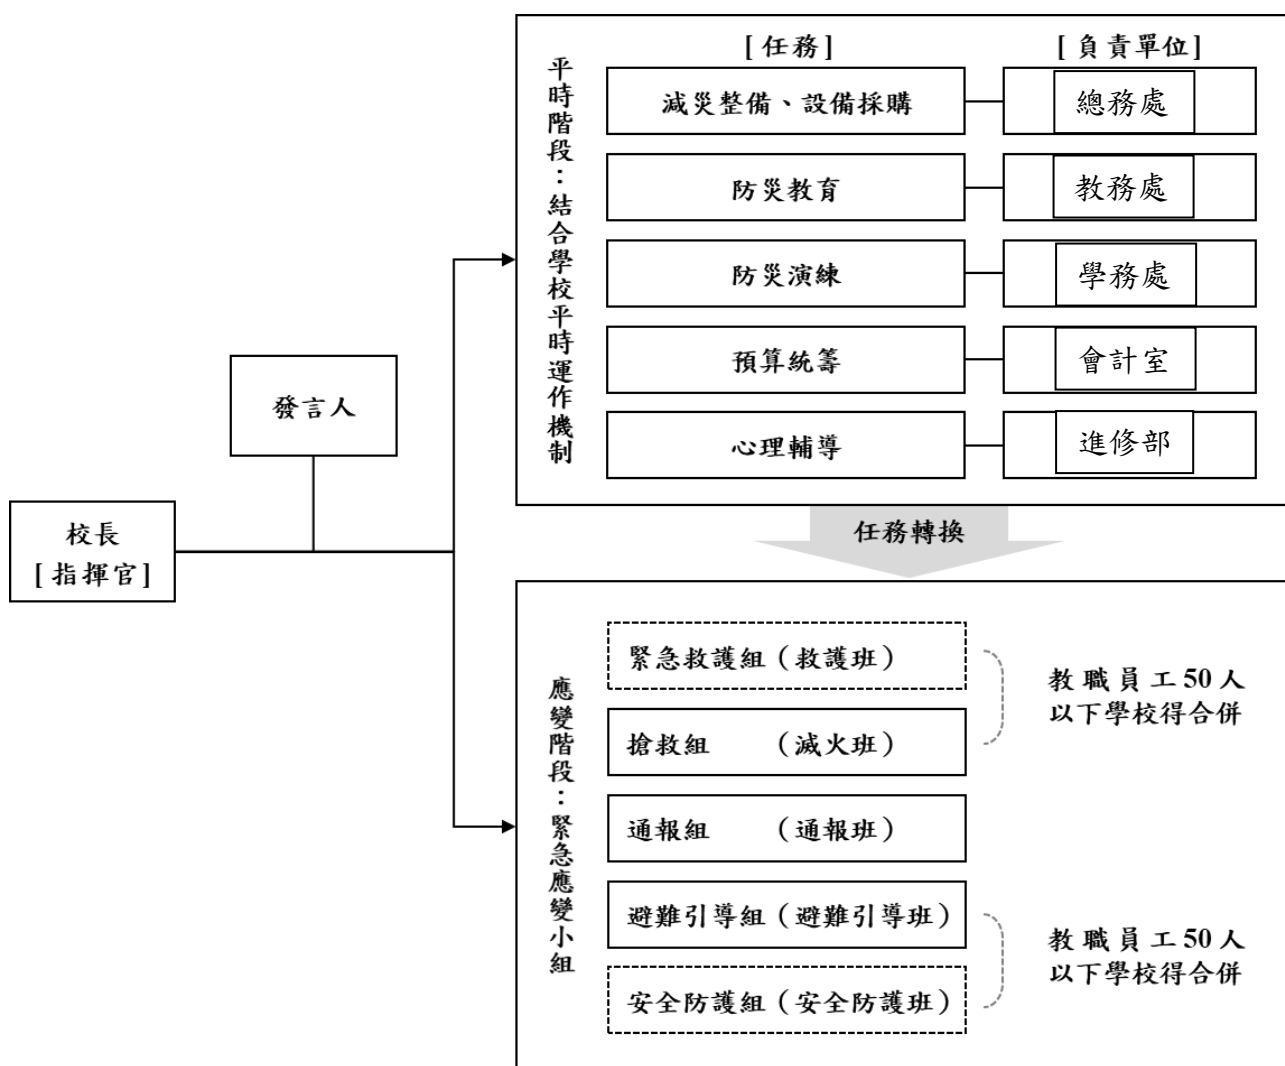 [任務]
[負責單位]
平時階段：結合學校平時運作機制
減災整備、設備採購
總務處
防災教育
教務處
防災演練
學務處
預算統籌
會計室
心理輔導
進修部
發言人
校長
[指揮官]
任務轉換
應變階段：緊急應變小組
緊急救護組（救護班）
搶救組　　（滅火班）
教職員工50人
以下學校得合併
通報組　　（通報班）
避難引導組（避難引導班）
安全防護組（安全防護班）
教職員工50人
以下學校得合併